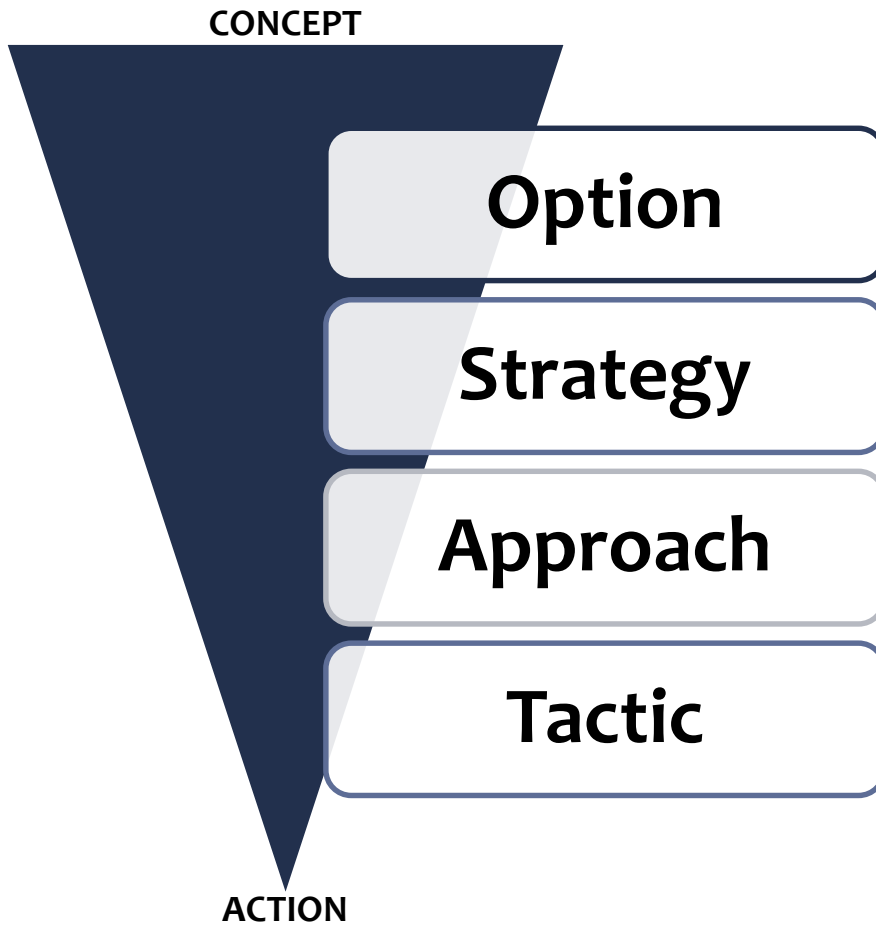 CONCEPT
Option
Strategy
Approach
Tactic
ACTION